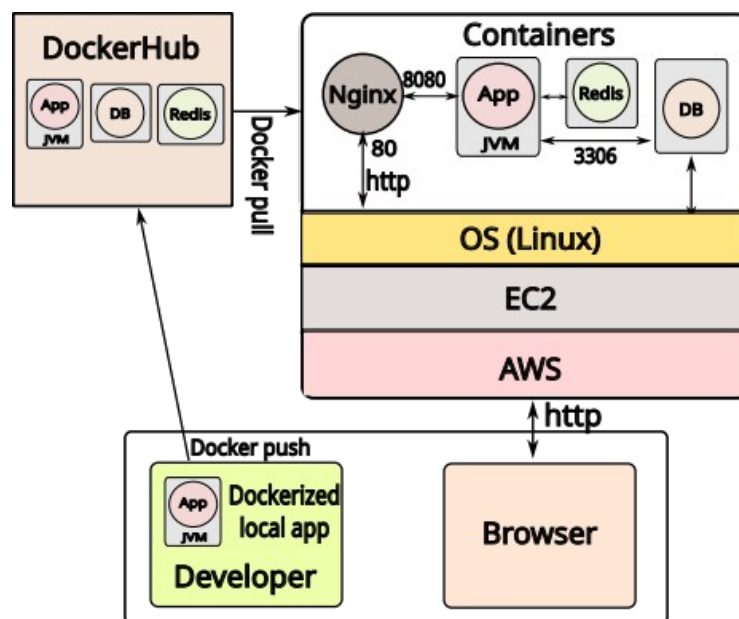 DockerHub
App
JVM
DB
Redis
Docker pull
Containers
Nginx
8080
App
JVM
Redis
DB
3306
80
http
OS (Linux)
EC2
AWS
http
Docker push
App
JVM
Dockerized
local app
Developer
Browser